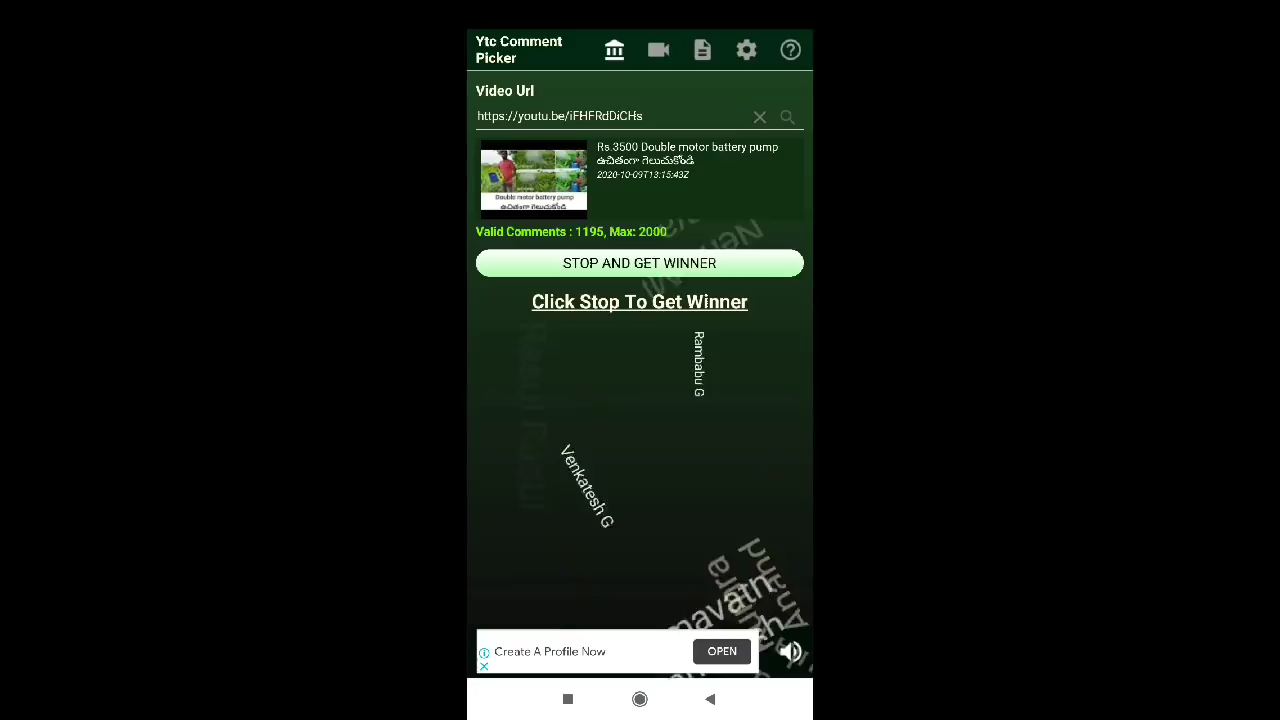 Ytc Comment
Picker
Video Url
https://youtu.be/iFHFRdDiCHs
Rs.3500 Double motor battery pump
ఉచితంగా గెలుచుకోండి
2020-10-09T13:15:43Z
Double motor battery pump
ఉచితంగా గెలుచుకోండి
Valid Comments : 1195, Max: 2000
STOP AND GET WINNER
Click Stop To Get Winner
Rambabu G
Venkatesh G
Create A Profile Now
OPEN